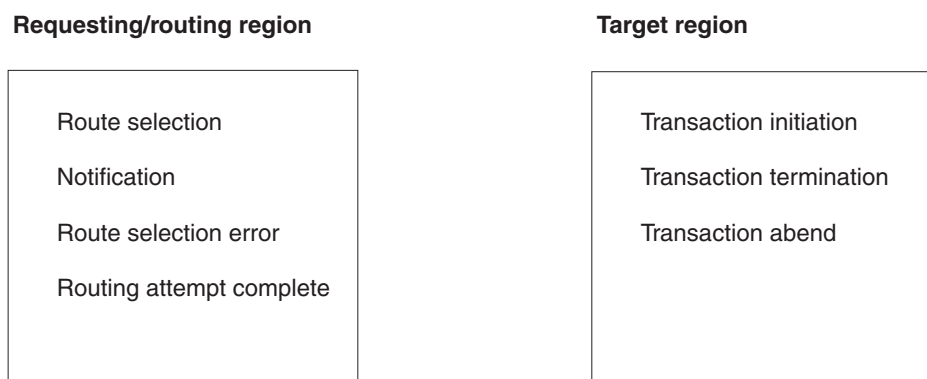 Requesting/routing region
Route selection
Notification
Route selection error
Routing attempt complete
Target region
Transaction initiation
Transaction termination
Transaction abend